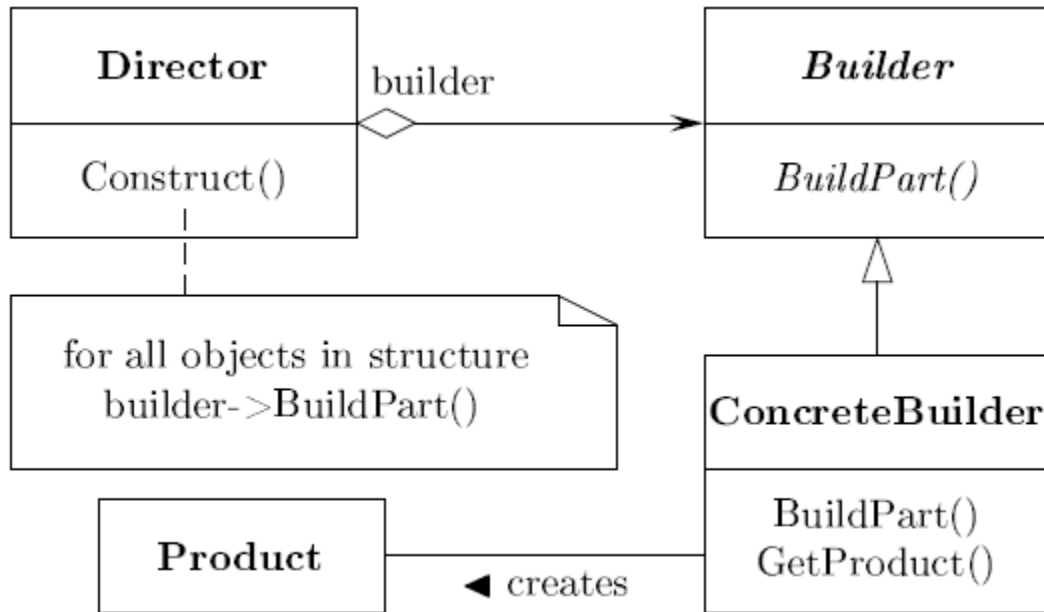 Director
Construct()
builder
Builder
BuildPart()
for all objects in structure
builder->BuildPart()
ConcreteBuilder
BuildPart()
GetProduct()
Product
◄ creates